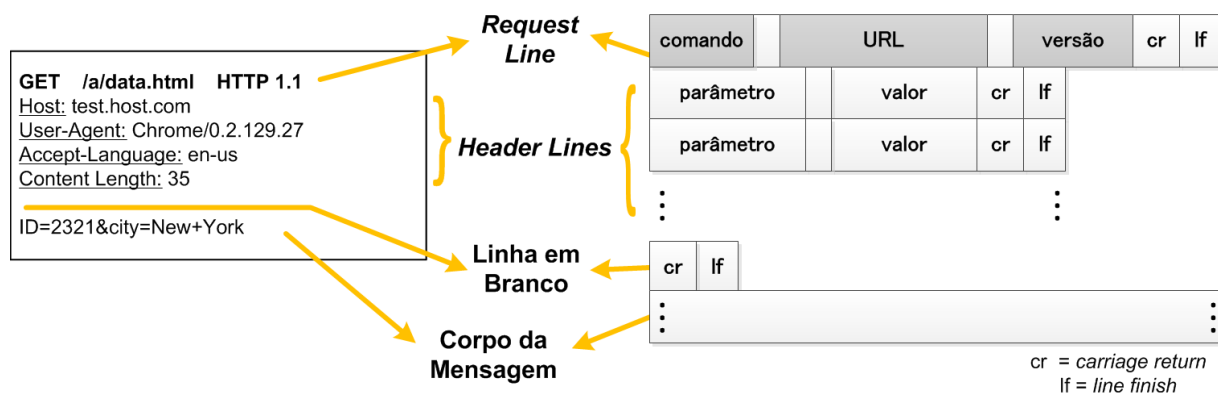 GET /a/data.html HTTP 1.1
Host: test.host.com
User-Agent: Chrome/0.2.129.27
Accept-Language: en-us
Content Length: 35
ID=2321&city=New+York
Request
Line
Header Lines
Linha em
Branco
Corpo da
Mensagem
comando URL versão cr lf
parâmetro valor cr lf
parâmetro valor cr lf
cr lf
cr = carriage return
lf = line finish